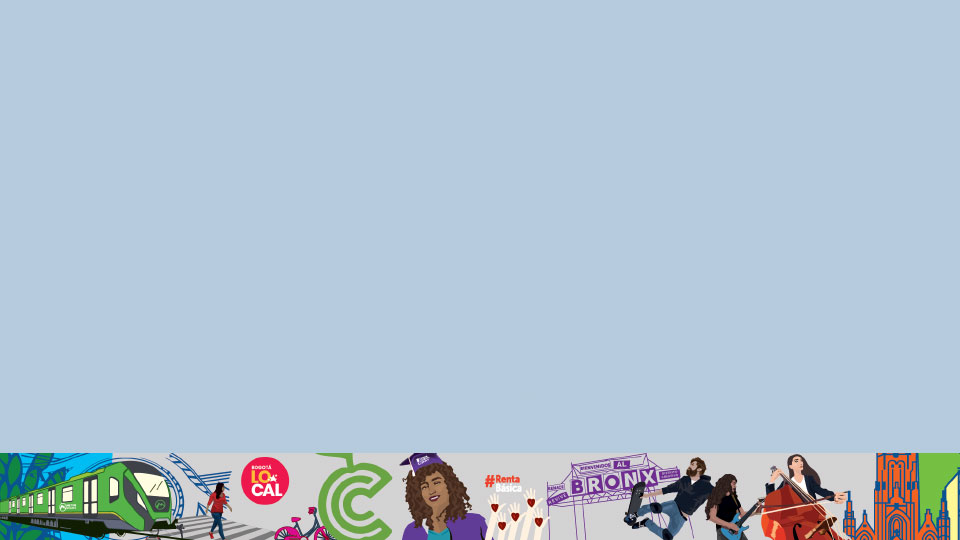 BOGOTÁ
LO
CAL
#Renta
Básica
BIENVENIDOS AL
BRONX